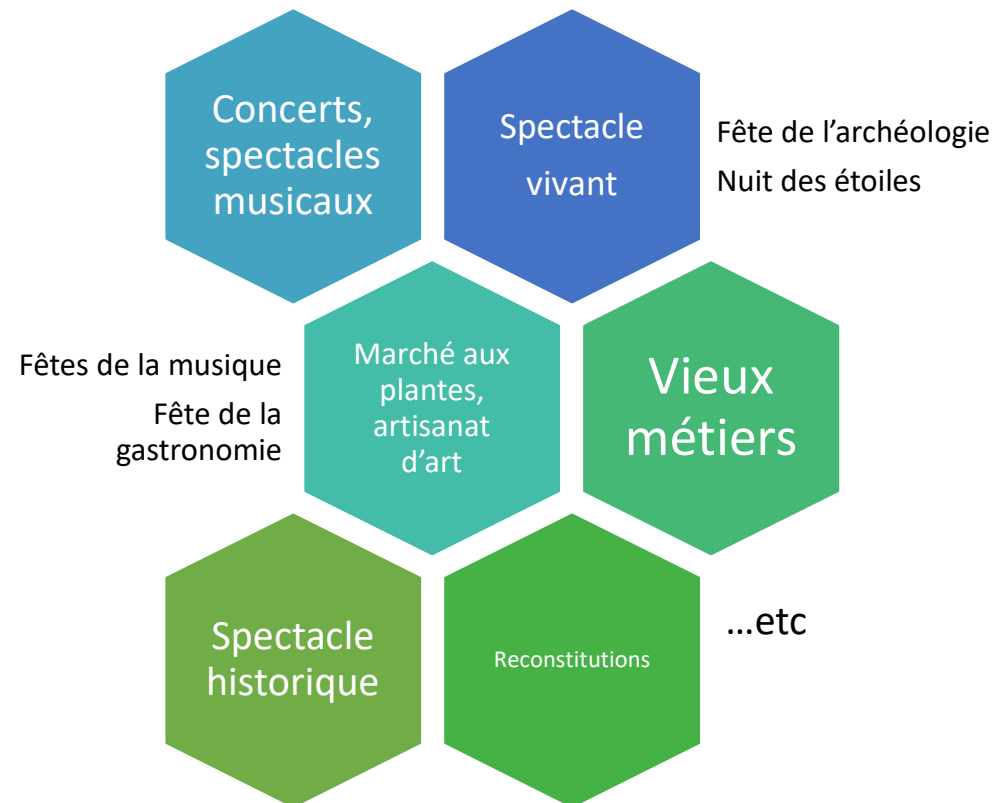 Concerts,
spectacles
musicaux
Spectacle
vivant
Fête de l’archéologie
Nuit des étoiles
Fêtes de la musique
Fête de la
gastronomie
Marché aux
plantes,
artisanat
d’art
Vieux
métiers
Spectacle
historique
Reconstitutions
…etc